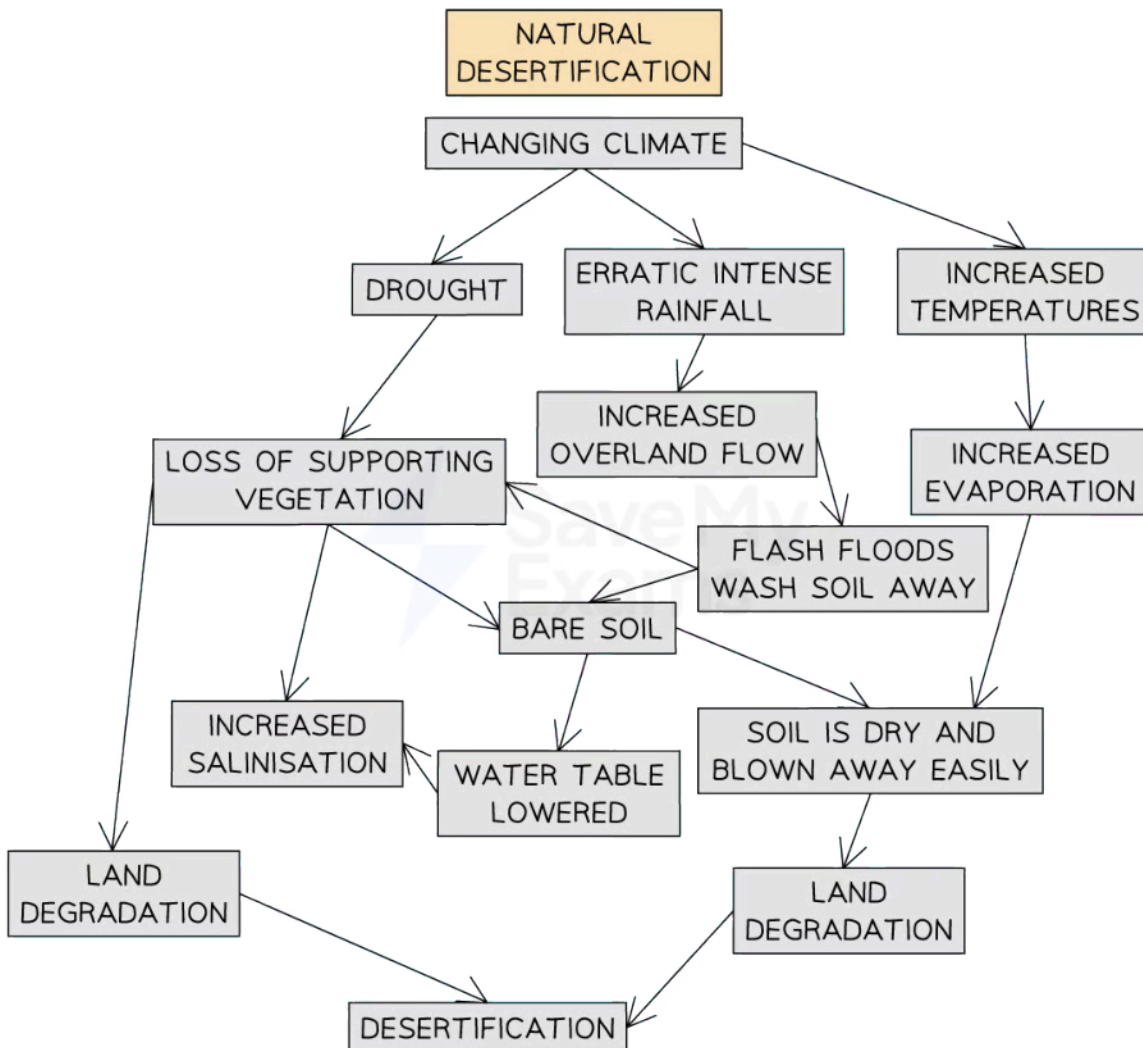 NATURAL
DESERTIFICATION
CHANGING CLIMATE
DROUGHT
ERRATIC INTENSE
RAINFALL
INCREASED
TEMPERATURES
INCREASED
OVERLAND FLOW
LOSS OF SUPPORTING
VEGETATION
INCREASED
EVAPORATION
SaveMy
Exams
FLASH FLOODS
WASH SOIL AWAY
BARE SOIL
INCREASED
SALINISATION
WATER TABLE
LOWERED
SOIL IS DRY AND
BLOWN AWAY EASILY
LAND
DEGRADATION
LAND
DEGRADATION
DESERTIFICATION